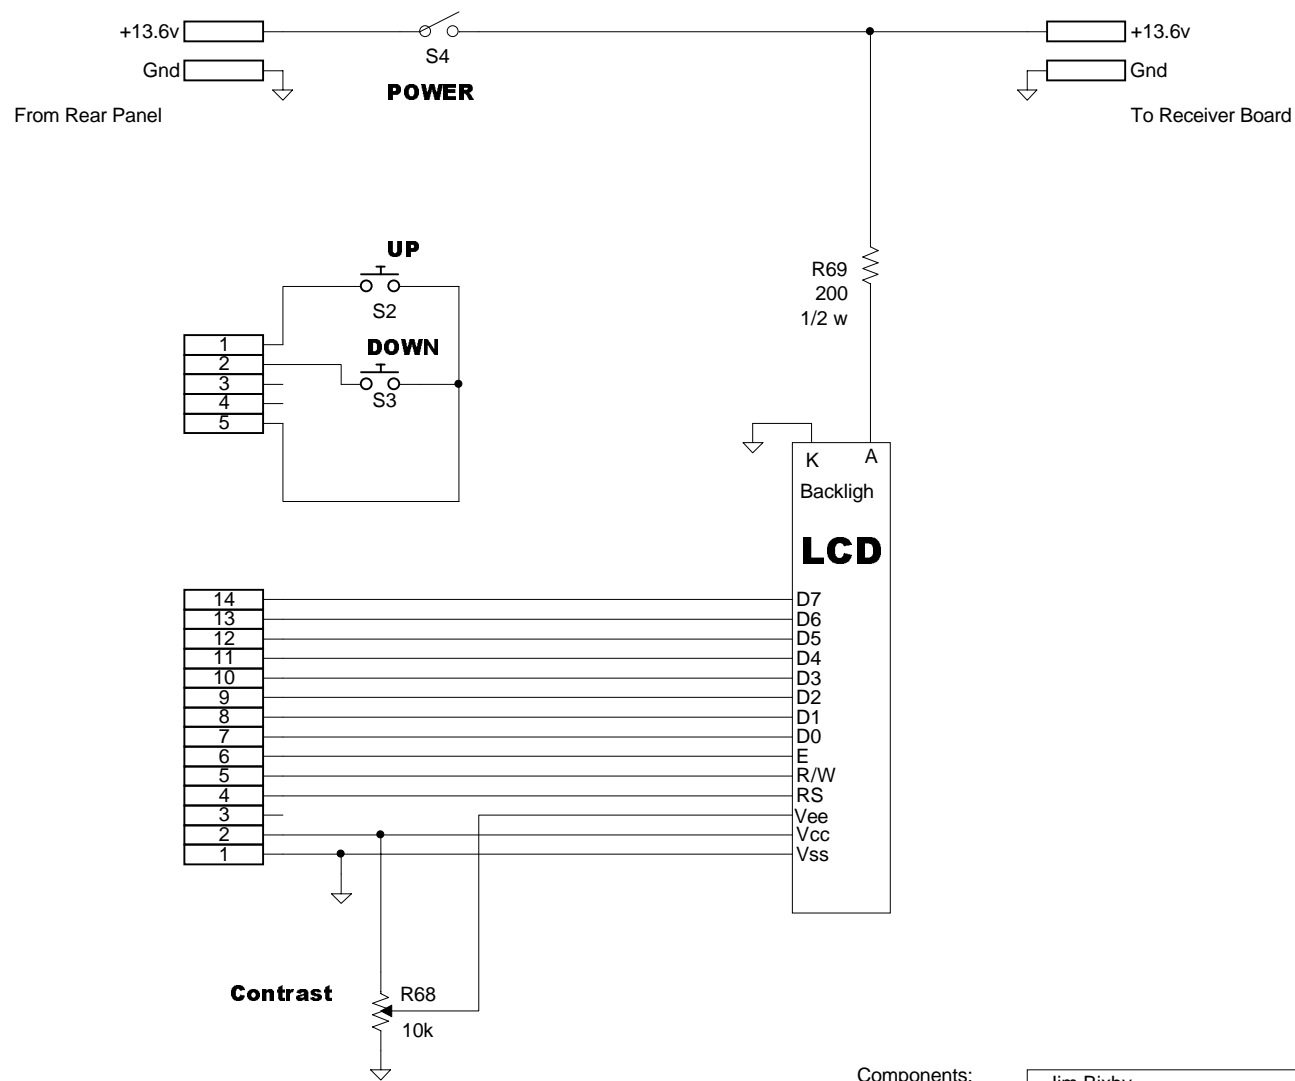 +13.6v
S4
+13.6v
Gnd
POWER
Gnd
From Rear Panel
To Receiver Board
UP
S2
R69
200
1/2 w
DOWN
S3
1
2
3
4
5
K A
Backligh
LCD
14 D7
13 D6
12 D5
11 D4
10 D3
9 D2
8 D1
7 D0
6 E
5 R/W
4 RS
3 Vee
2 Vcc
1 Vss
Contrast
R68
10k
Components:
Jim Bixby